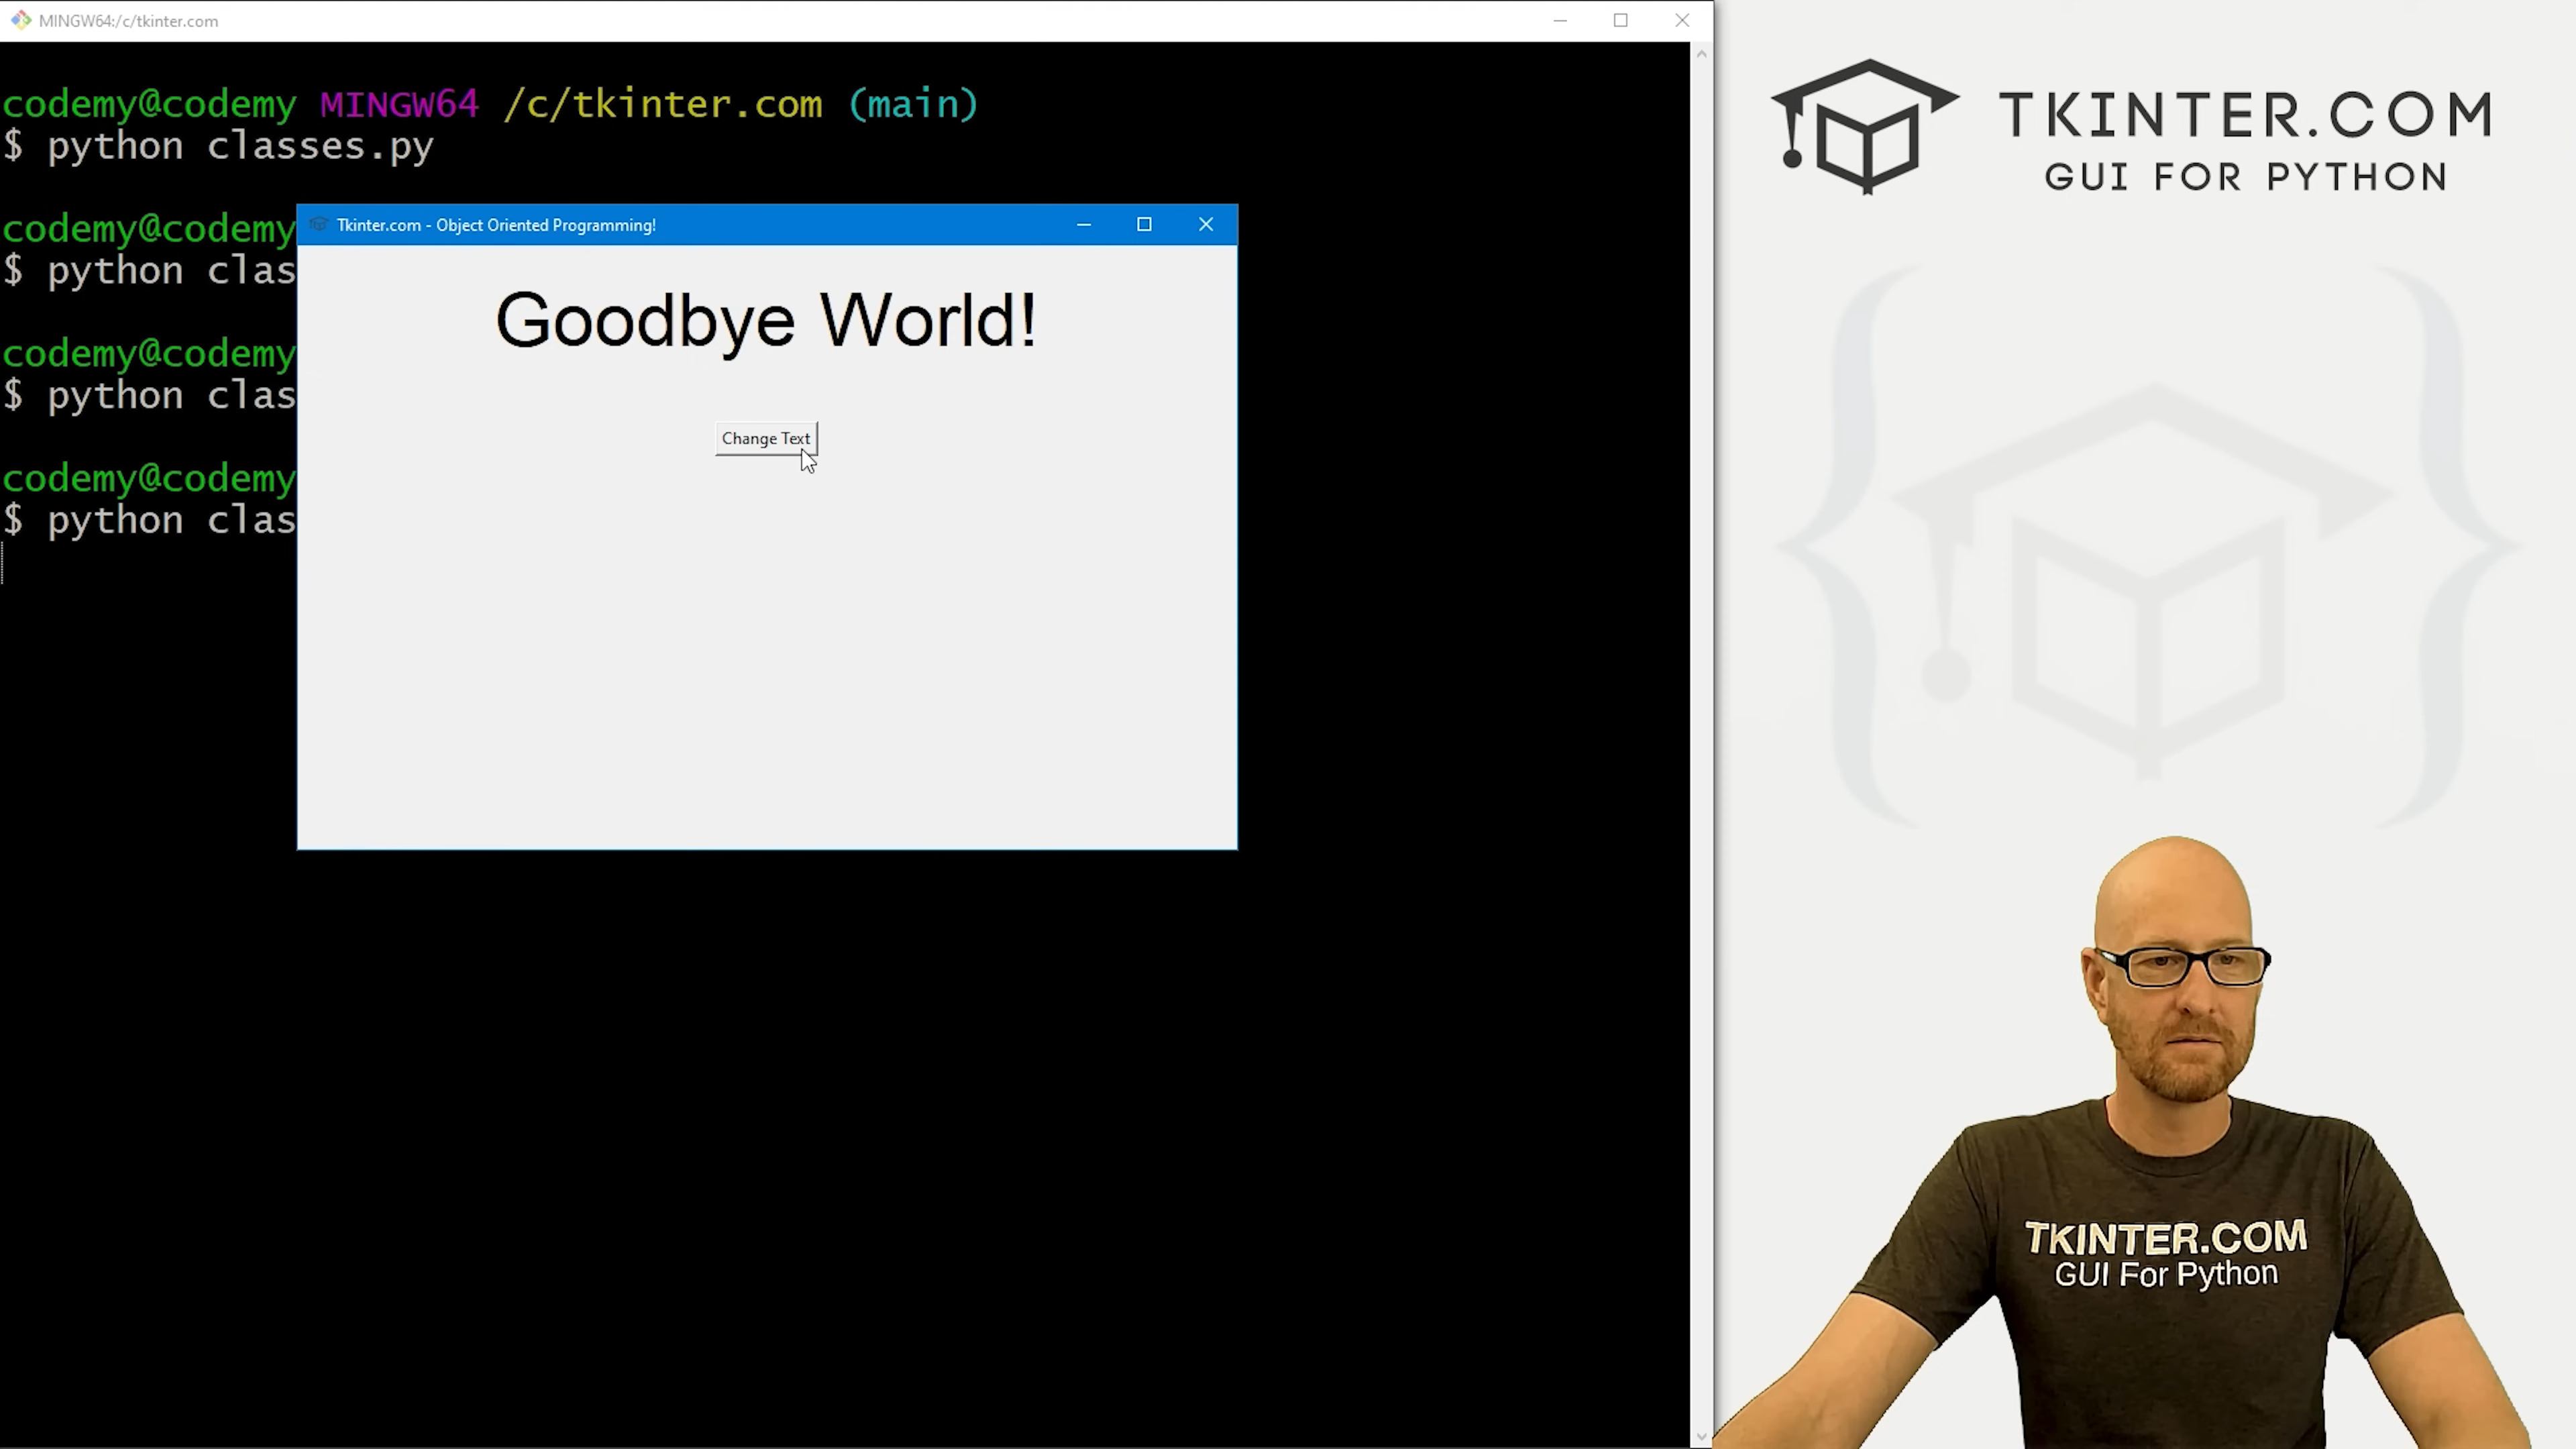 MINGW64:/c/tkinter.com
codemy@codemy MINGW64 /c/tkinter.com (main)
$ python classes.py
codemy@codemy
$ python clas
codemy@codemy
$ python clas
codemy@codemy
$ python clas
Tkinter.com - Object Oriented Programming!
Goodbye World!
Change Text
TKINTER.COM
GUI FOR PYTHON
TKINTER.COM
GUI For Python